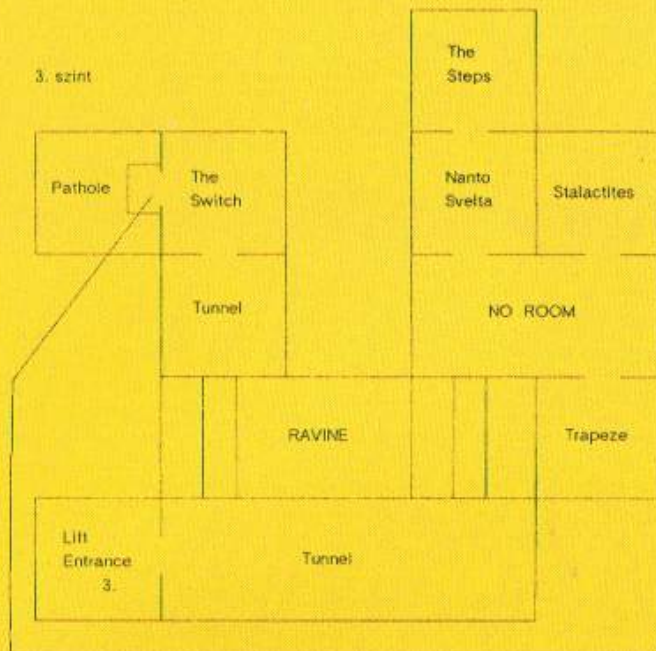 The
Steps
3. szint
Pathole
The
Switch
Nanto
Svelta
Stalactites
Tunnel
NO ROOM
RAVINE
Trapeze
Lift
Entrance
3.
Tunnel